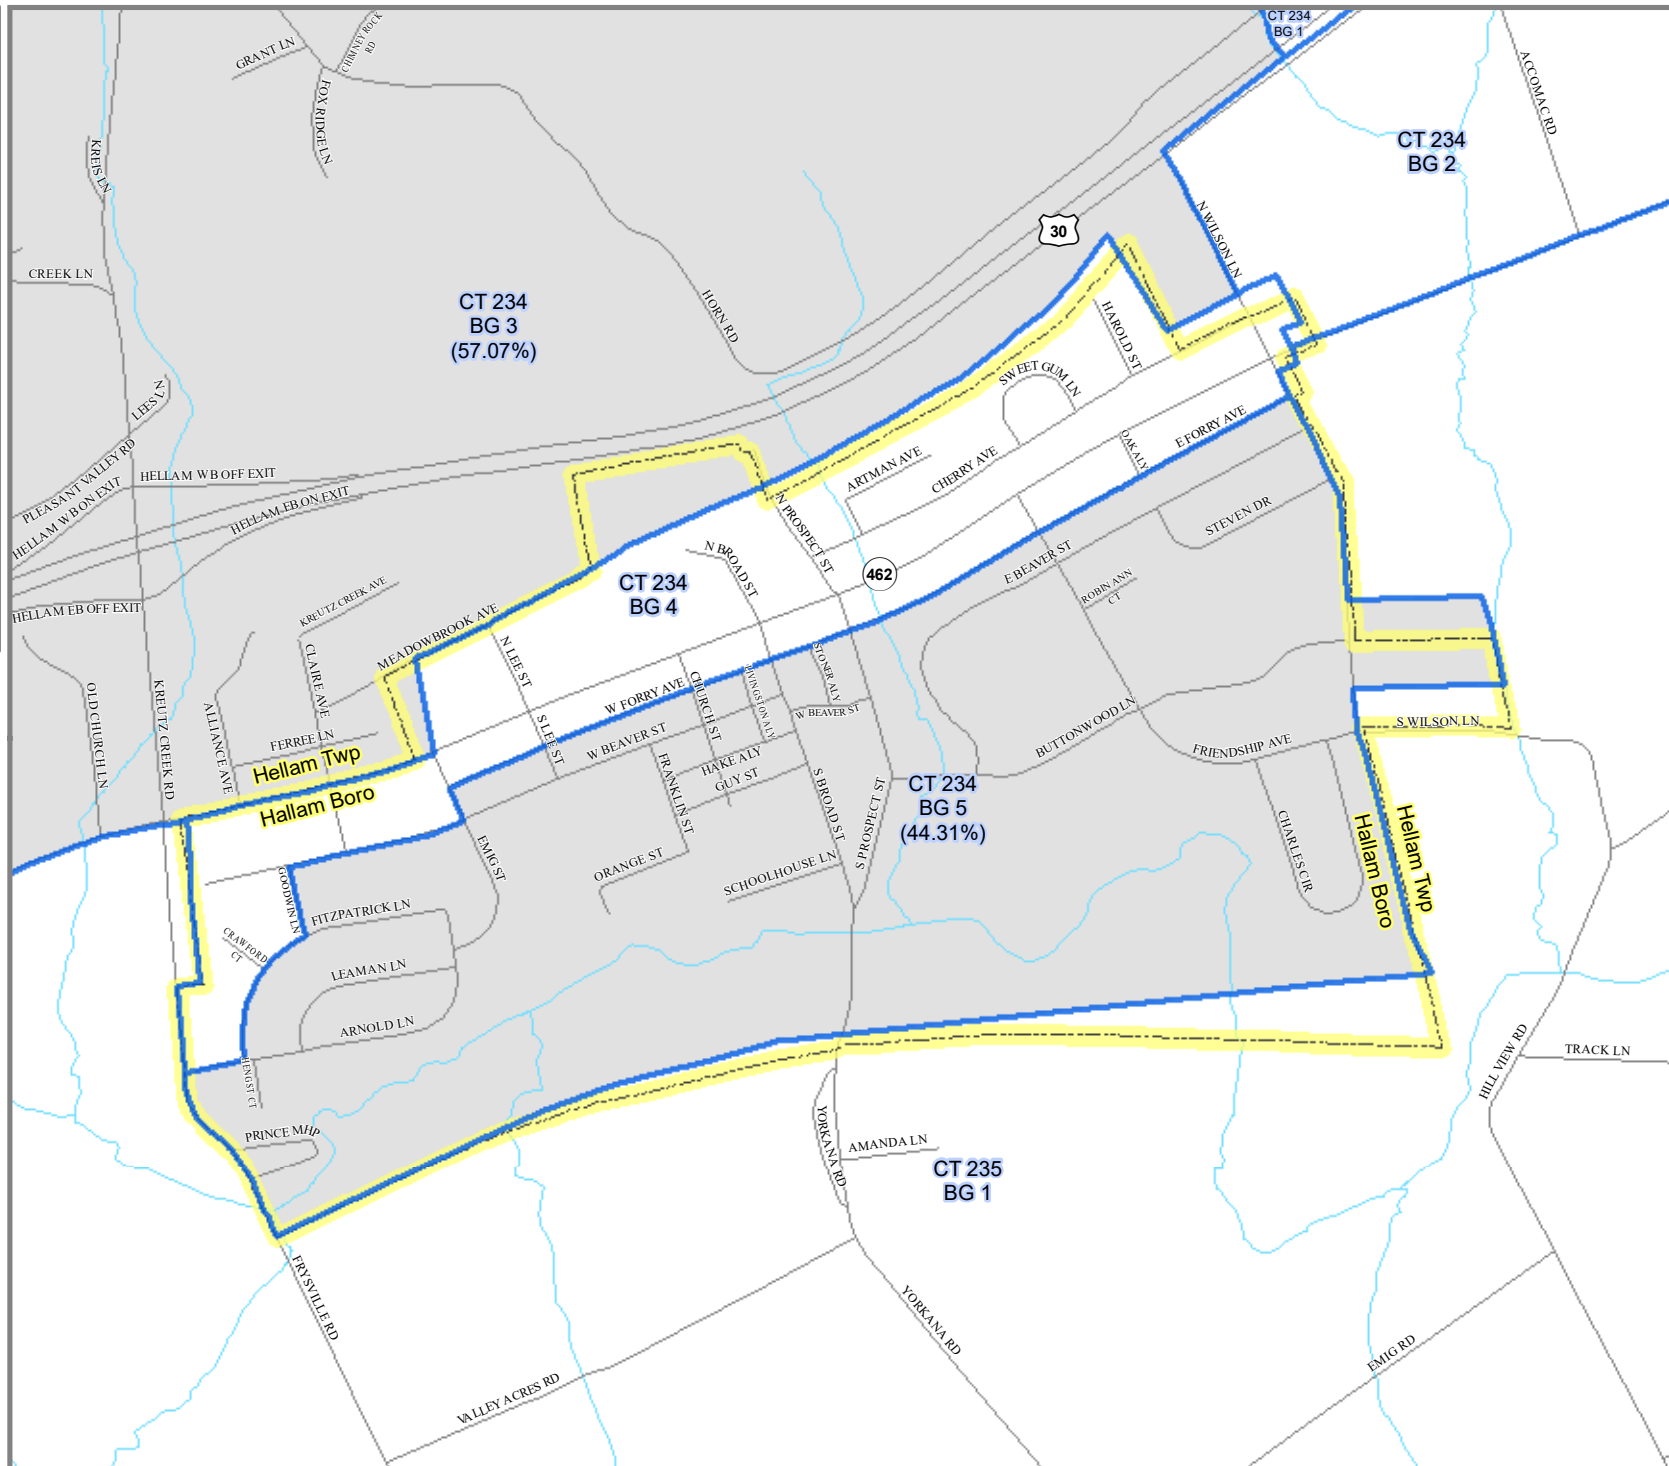 CT 234
BG 1
GRANT LN
CHIMNEY ROCK
RD
FOX RIDGE LN
KREIS LN
ACCOMAC RD
CT 234
BG 2
N WILSON LN
30
CREEK LN
CT 234
BG 3
(57.07%)
HORN RD
HAROLD ST
SWEET GUM LN
LEES LN
E FORRY AVE
OAK ALY
PLEASANT VALLEY RD
HELLAM WB ON EXIT
HELLAM WB OFF EXIT
HELLAM EB ON EXIT
ARTMAN AVE
CHERRY AVE
N PROSPECT ST
STEVEN DR
N BROAD ST
462
E BEAVER ST
ROBIN ANN
CT
CT 234
BG 4
HELLAM EB OFF EXIT
KREUTZ CREEK AVE
MEADOWBROOK AVE
N LEE ST
CLAIRE AVE
OLD CHURCH LN
KREUTZ CREEK RD
ALLIANCE AVE
FERREE LN
Hellam Twp
Hallam Boro
S LEE ST
W FORRY AVE
CHURCH ST
LIVINGSTON ALY
STONER ALY
W BEAVER ST
W BEAVER ST
HAKE ALY
GUY ST
FRANKLIN ST
S BROAD ST
S PROSPECT ST
BUTTONWOOD LN
FRIENDSHIP AVE
S WILSON LN
CT 234
BG 5
(44.31%)
CHARLES CIR
Hallam Boro
Hellam Twp
EMIG ST
ORANGE ST
SCHOOLHOUSE LN
GOODWIN LN
FITZPATRICK LN
CRAWFORD
CT
LEAMAN LN
ARNOLD LN
HENGST CT
PRINCE MHP
HILL VIEW RD
TRACK LN
YORKANA RD
AMANDA LN
CT 235
BG 1
FRYSVILLE RD
YORKANA RD
VALLEY ACRES RD
EMIG RD